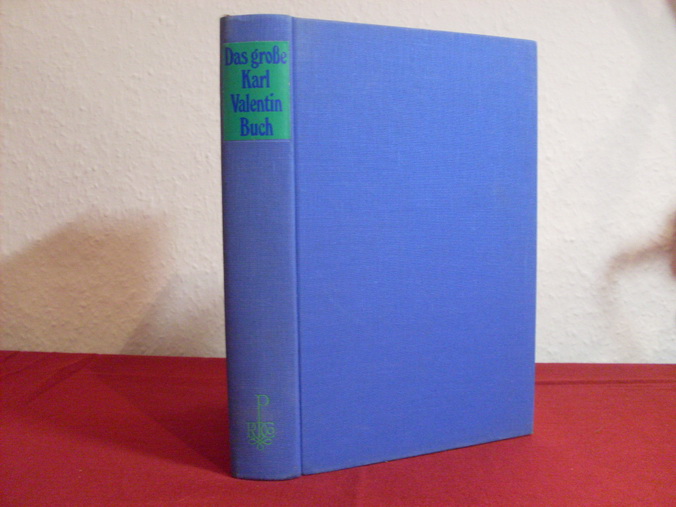 Das große
Karl
Valentin
Buch
P